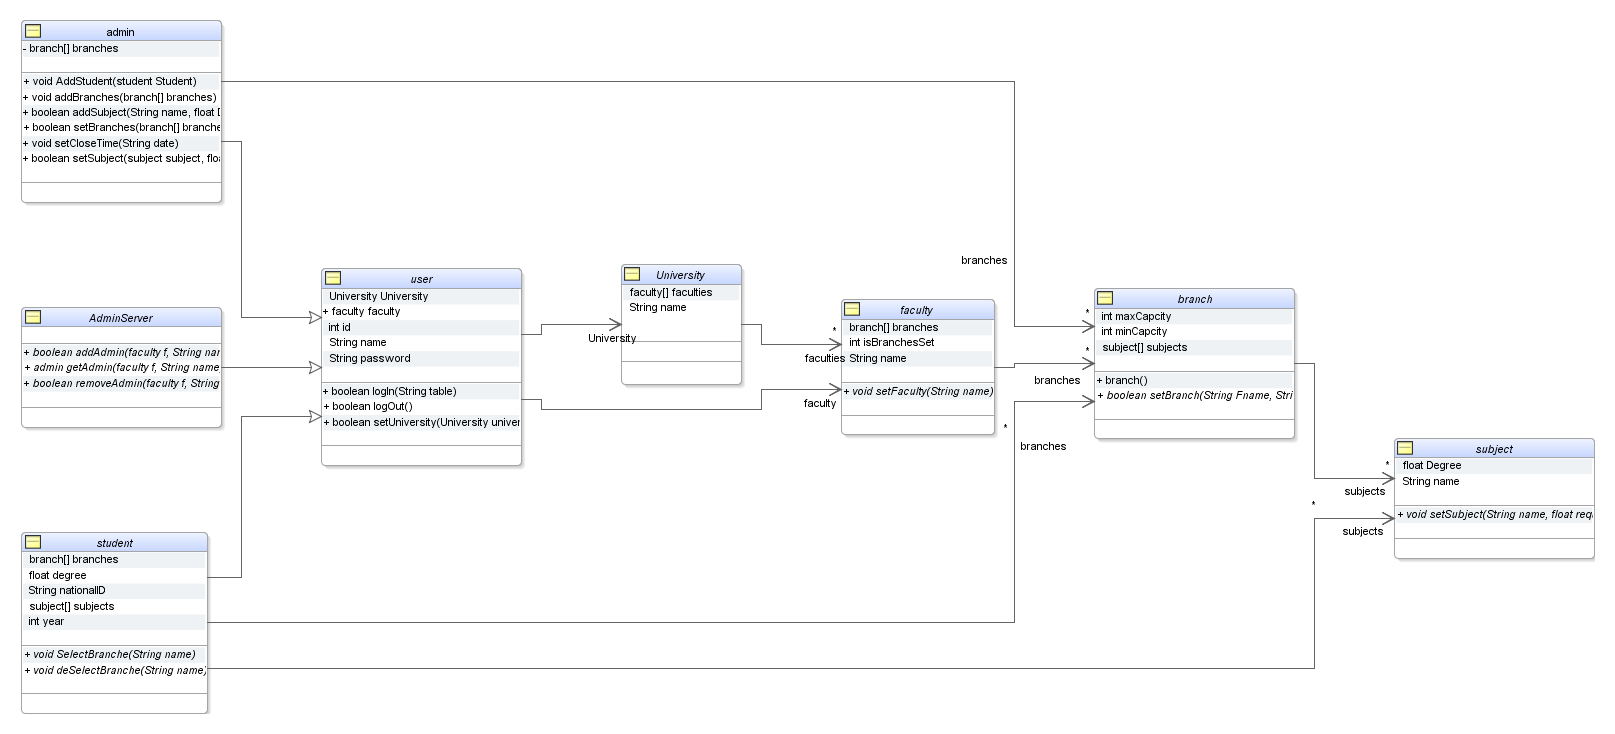 admin
- branch[] branches
+ void AddStudent(student Student)
+ void addBranches(branch[] branches)
+ boolean addSubject(String name, float
+ boolean setBranches(branch[] branche
+ void setCloseTime(String date)
+ boolean setSubject(subject subject, flo
AdminServer
+ boolean addAdmin(faculty f, String nar
+ admin getAdmin(faculty f, String name
+ boolean removeAdmin(faculty f, String
student
branch[] branches
float degree
String nationalID
subject[] subjects
int year
+ void SelectBranche(String name)
+ void deSelectBranche(String name)
user
University University
+ faculty faculty
int id
String name
String password
+ boolean logIn(String table)
+ boolean logOut()
+ boolean setUniversity(University univer
University
University
faculty[] faculties
String name
*
faculties
faculty
faculty
branch[] branches
int isBranchesSet
String name
+ void setFaculty(String name)
branches
*
*
branches
*
branches
branch
int maxCapcity
int minCapcity
subject[] subjects
+ branch()
+ boolean setBranch(String Fname, Stri
*
subjects
*
subjects
subject
float Degree
String name
+ void setSubject(String name, float requ